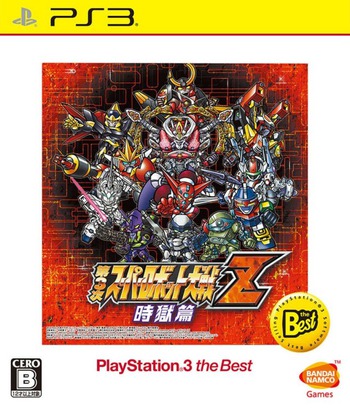 PS3
第3次スーパーロボット大戦Z
時獄篇
the Best
PlayStation 3 the Best
CERO
B
BANDAI
NAMCO
Games